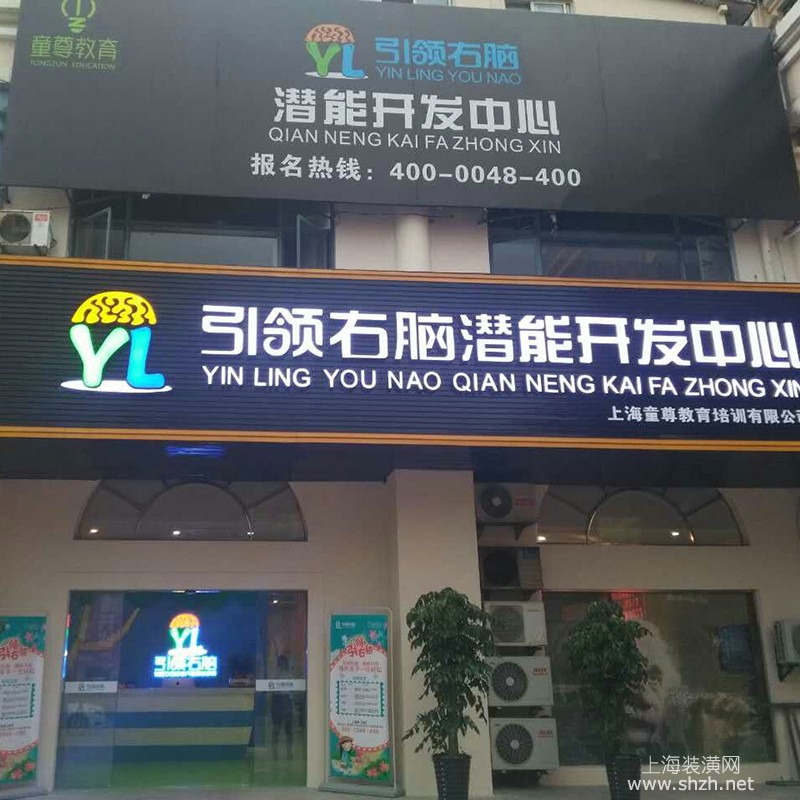 童尊教育
TONGZUN EDUCATION
YL
引领右脑
YIN LING YOU NAO
潜能开发中心
QIAN NENG KAI FA ZHONG XIN
报名热钱：400-0048-400
YL
引领右脑潜能开发中心
YIN LING YOU NAO QIAN NENG KAI FA ZHONG XIN
上海童尊教育培训有限公司
YL
引领右脑
上海装潢网
www.shzh.net